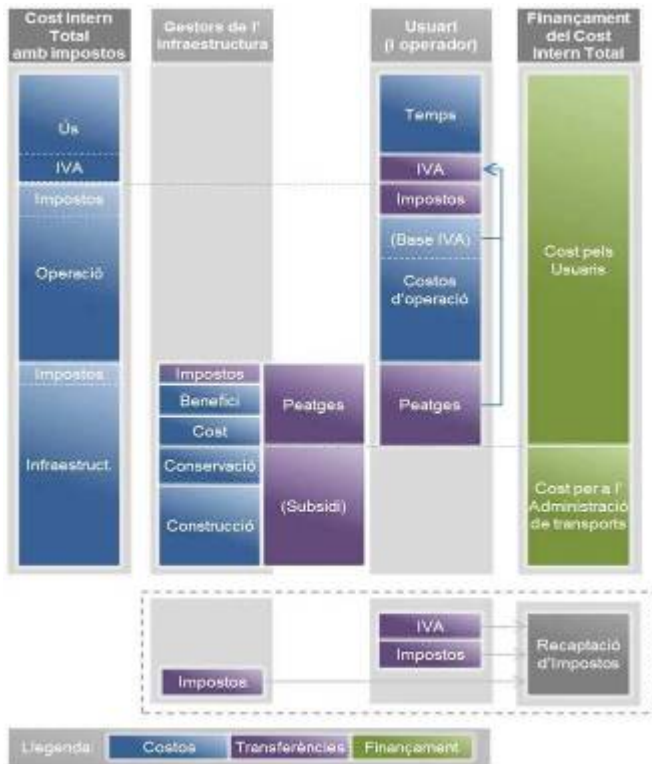 Cost Intern
Total
amb impostos
Gestors de l'
infraestructura
Usuari
(i operador)
Finançament
del Cost
Intern Total
Ús
IVA
Impostos
Operació
Impostos
Infraestruct.
Impostos
Benefici
Cost
Conservació
Construcció
Peatges
(Subsidi)
Temps
IVA
Impostos
(Base IVA)
Costos
d'operació
Peatges
Cost pels
Usuaris
Cost per a l'
Administració
de transports
IVA
Impostos
Impostos
Recaptació
d'Impostos
Llegenda:
Costos
Transferències
Finançament